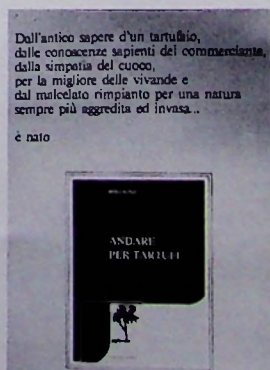 Dall'antico sapere d'un tartufaio,
dalle conoscenze sapienti del commerciante,
dalla simpatia del cuoco,
per la migliore delle vivande e
dal malcelato rimpianto per una natura
sempre più aggredita ed invasa...
è nato
ANDARE
PER TARTUFI